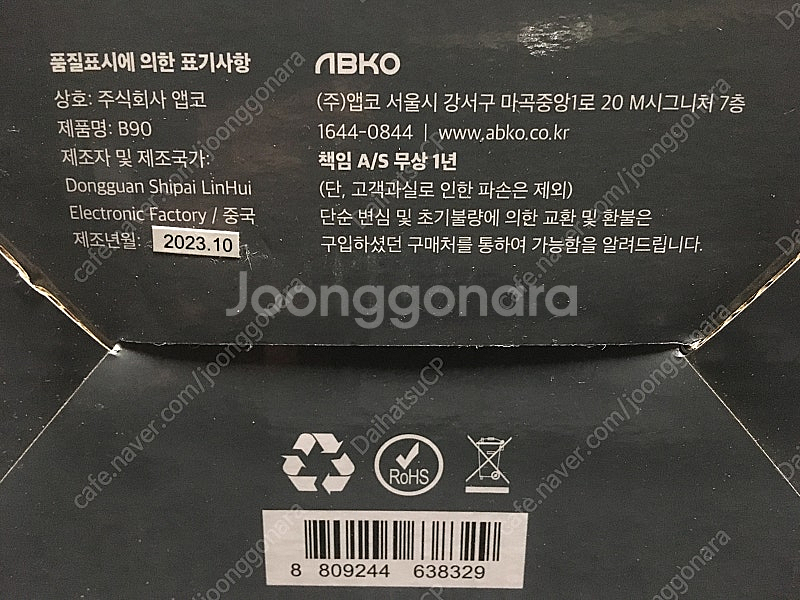 품질표시에 의한 표기사항
상호: 주식회사 앱코
제품명: B90
제조자 및 제조국가:
Dongguan Shipai LinHui
Electronic Factory / 중국
제조년월: 2023.10
ABKO
(주)앱코 서울시 강서구 마곡중앙1로 20 M시그니처 7층
1644-0844 | www.abko.co.kr
책임 A/S 무상 1년
(단, 고객과실로 인한 파손은 제외)
단순 변심 및 초기불량에 의한 교환 및 환불은
구입하셨던 구매처를 통하여 가능함을 알려드립니다.
Joonggonara
cafe.naver.com/joonggonara
DaihatsuCP
RoHS
8 809244 638329